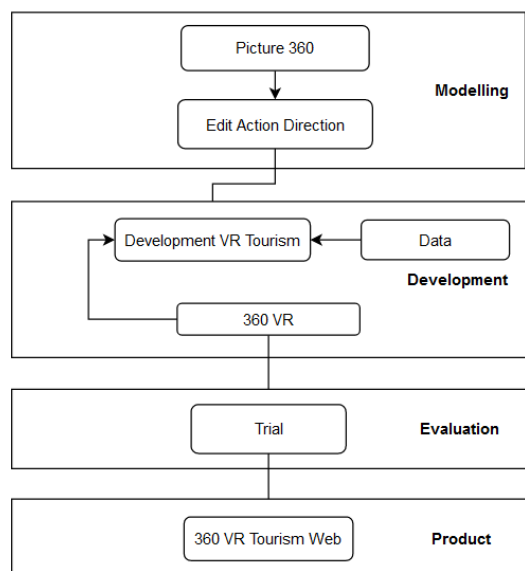 Picture 360
Modelling
Edit Action Direction
Development VR Tourism
Data
Development
360 VR
Trial
Evaluation
360 VR Tourism Web
Product